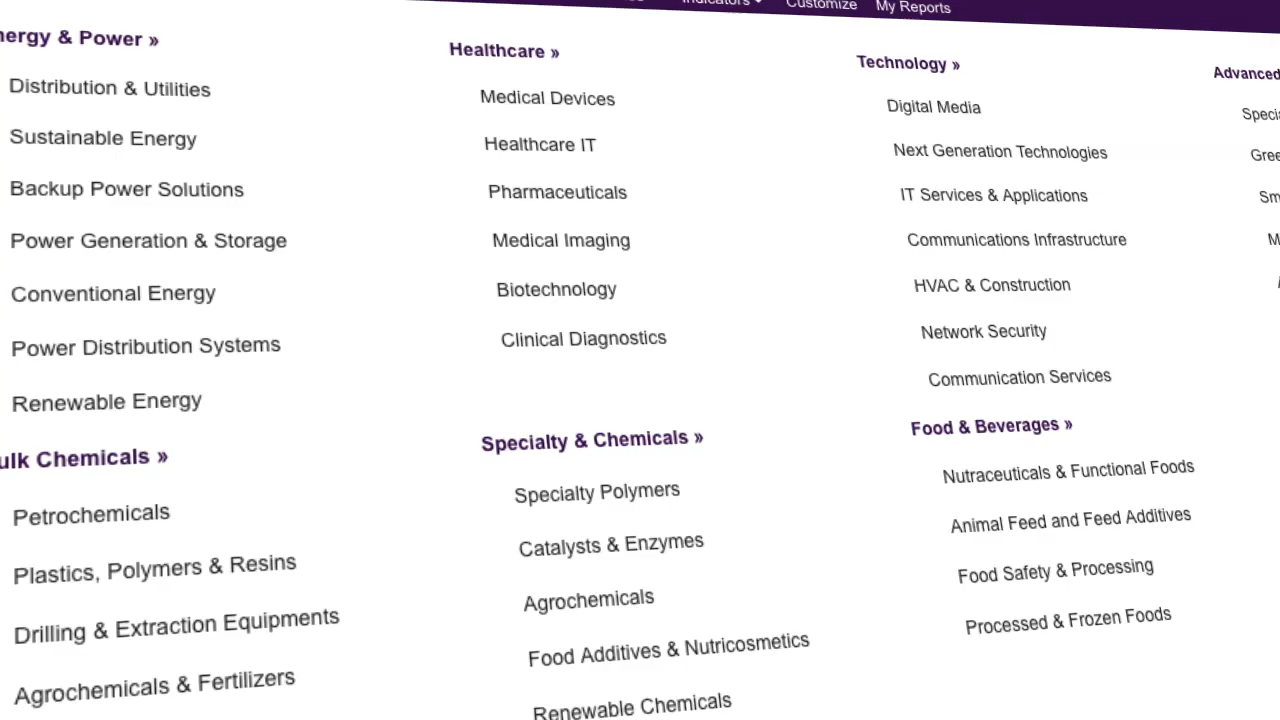 Indicators Customize My Reports
Energy & Power »
Distribution & Utilities
Sustainable Energy
Backup Power Solutions
Power Generation & Storage
Conventional Energy
Power Distribution Systems
Renewable Energy
Bulk Chemicals »
Petrochemicals
Plastics, Polymers & Resins
Drilling & Extraction Equipments
Agrochemicals & Fertilizers
Healthcare »
Medical Devices
Healthcare IT
Pharmaceuticals
Medical Imaging
Biotechnology
Clinical Diagnostics
Specialty & Chemicals »
Specialty Polymers
Catalysts & Enzymes
Agrochemicals
Food Additives & Nutricosmetics
Renewable Chemicals
Technology »
Digital Media
Next Generation Technologies
IT Services & Applications
Communications Infrastructure
HVAC & Construction
Network Security
Communication Services
Food & Beverages »
Nutraceuticals & Functional Foods
Animal Feed and Feed Additives
Food Safety & Processing
Processed & Frozen Foods
Advanced